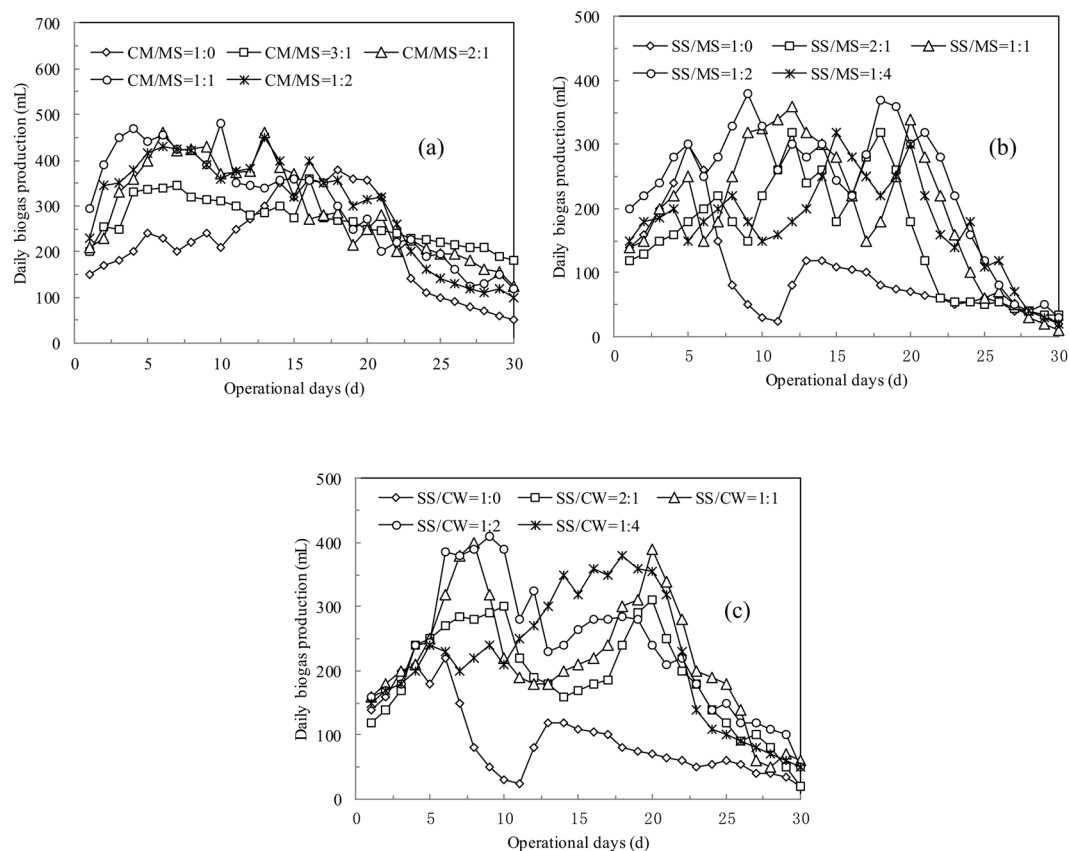 700
600
500
400
300
200
100
0
Daily biogas production (mL)
CM/MS=1:0 CM/MS=3:1 CM/MS=2:1
CM/MS=1:1 CM/MS=1:2
(a)
0 5 10 15 20 25 30
Operational days (d)
500
400
300
200
100
0
Daily biogas production (mL)
SS/MS=1:0 SS/MS=2:1 SS/MS=1:1
SS/MS=1:2 SS/MS=1:4
(b)
0 5 10 15 20 25 30
Operational days (d)
500
400
300
200
100
0
Daily biogas production (mL)
SS/CW=1:0 SS/CW=2:1 SS/CW=1:1
SS/CW=1:2 SS/CW=1:4
(c)
0 5 10 15 20 25 30
Operational days (d)